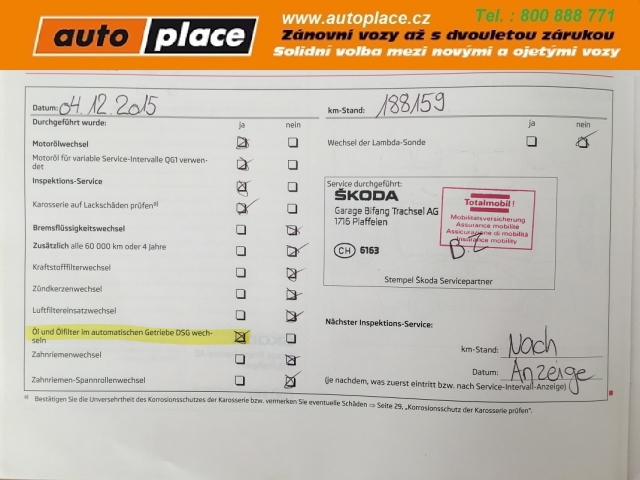 auto place
www.autoplace.cz
Tel. : 800 888 771
Zánovní vozy až s dvouletou zárukou
Solidní volba mezi novými a ojetými vozy
Datum: 04.12.2015
km-Stand: 188159
Durchgeführt wurde:
ja nein
ja nein
Motorölwechsel
Wechsel der Lambda-Sonde
Motoröl für variable Service-Intervalle QG1 verwen-
det
Inspektions-Service
Karosserie auf Lackschäden prüfen a)
Bremsflüssigkeitswechsel
Zusätzlich alle 60 000 km oder 4 Jahre
Kraftstofffilterwechsel
Zündkerzenwechsel
Luftfiltereinsatzwechsel
Öl und Ölfilter im automatischen Getriebe DSG wech-
seln
Zahnriemenwechsel
Zahnriemen-Spannrollenwechsel
Service durchgeführt:
ŠKODA
Garage Bifang Trachsel AG
1716 Plaffeien
CH 6163
Totalmobil!
Mobilitätsversicherung
Assurance mobilité
Assicurazione di mobilità
Insurance mobility
B.Z
Stempel Škoda Servicepartner
Nächster Inspektions-Service:
km-Stand: Nach
Datum: Anzeige
(je nachdem, was zuerst eintritt bzw. nach Service-Intervall-Anzeige)
a) Bestätigen Sie die Unversehrtheit des Korrosionsschutzes der Karosserie bzw. vermerken Sie eventuelle Schäden ⇒ Seite 29, „Korrosionsschutz der Karosserie prüfen".